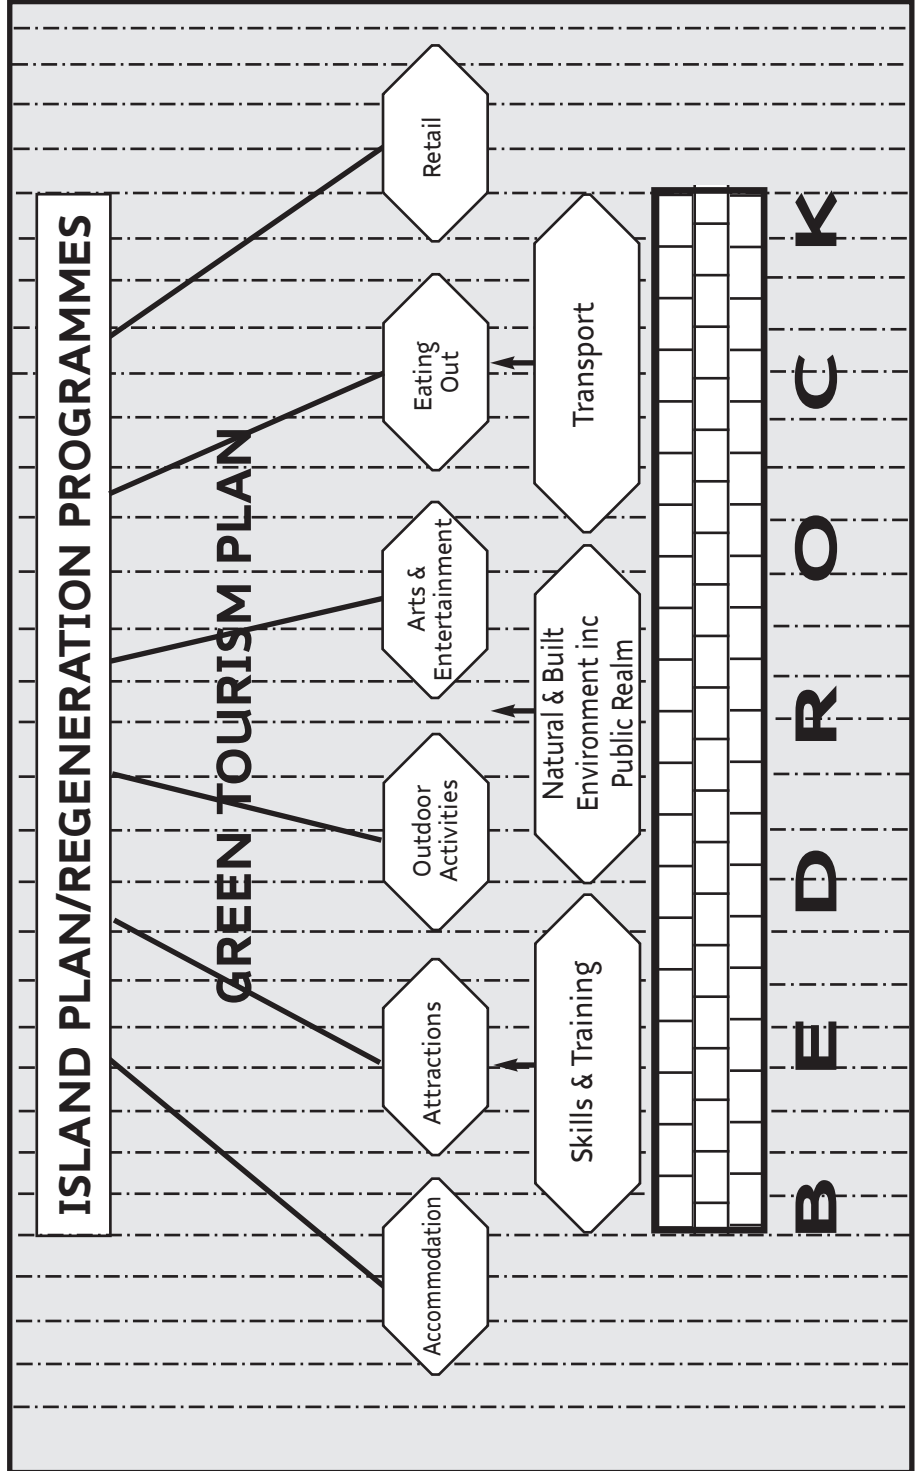 ISLAND PLAN/REGENERATION PROGRAMMES
GREEN TOURISM PLAN
Accommodation
Attractions
Outdoor
Activities
Arts &
Entertainment
Eating
Out
Retail
Skills & Training
Natural & Built
Environment inc
Public Realm
Transport
BEDROCK